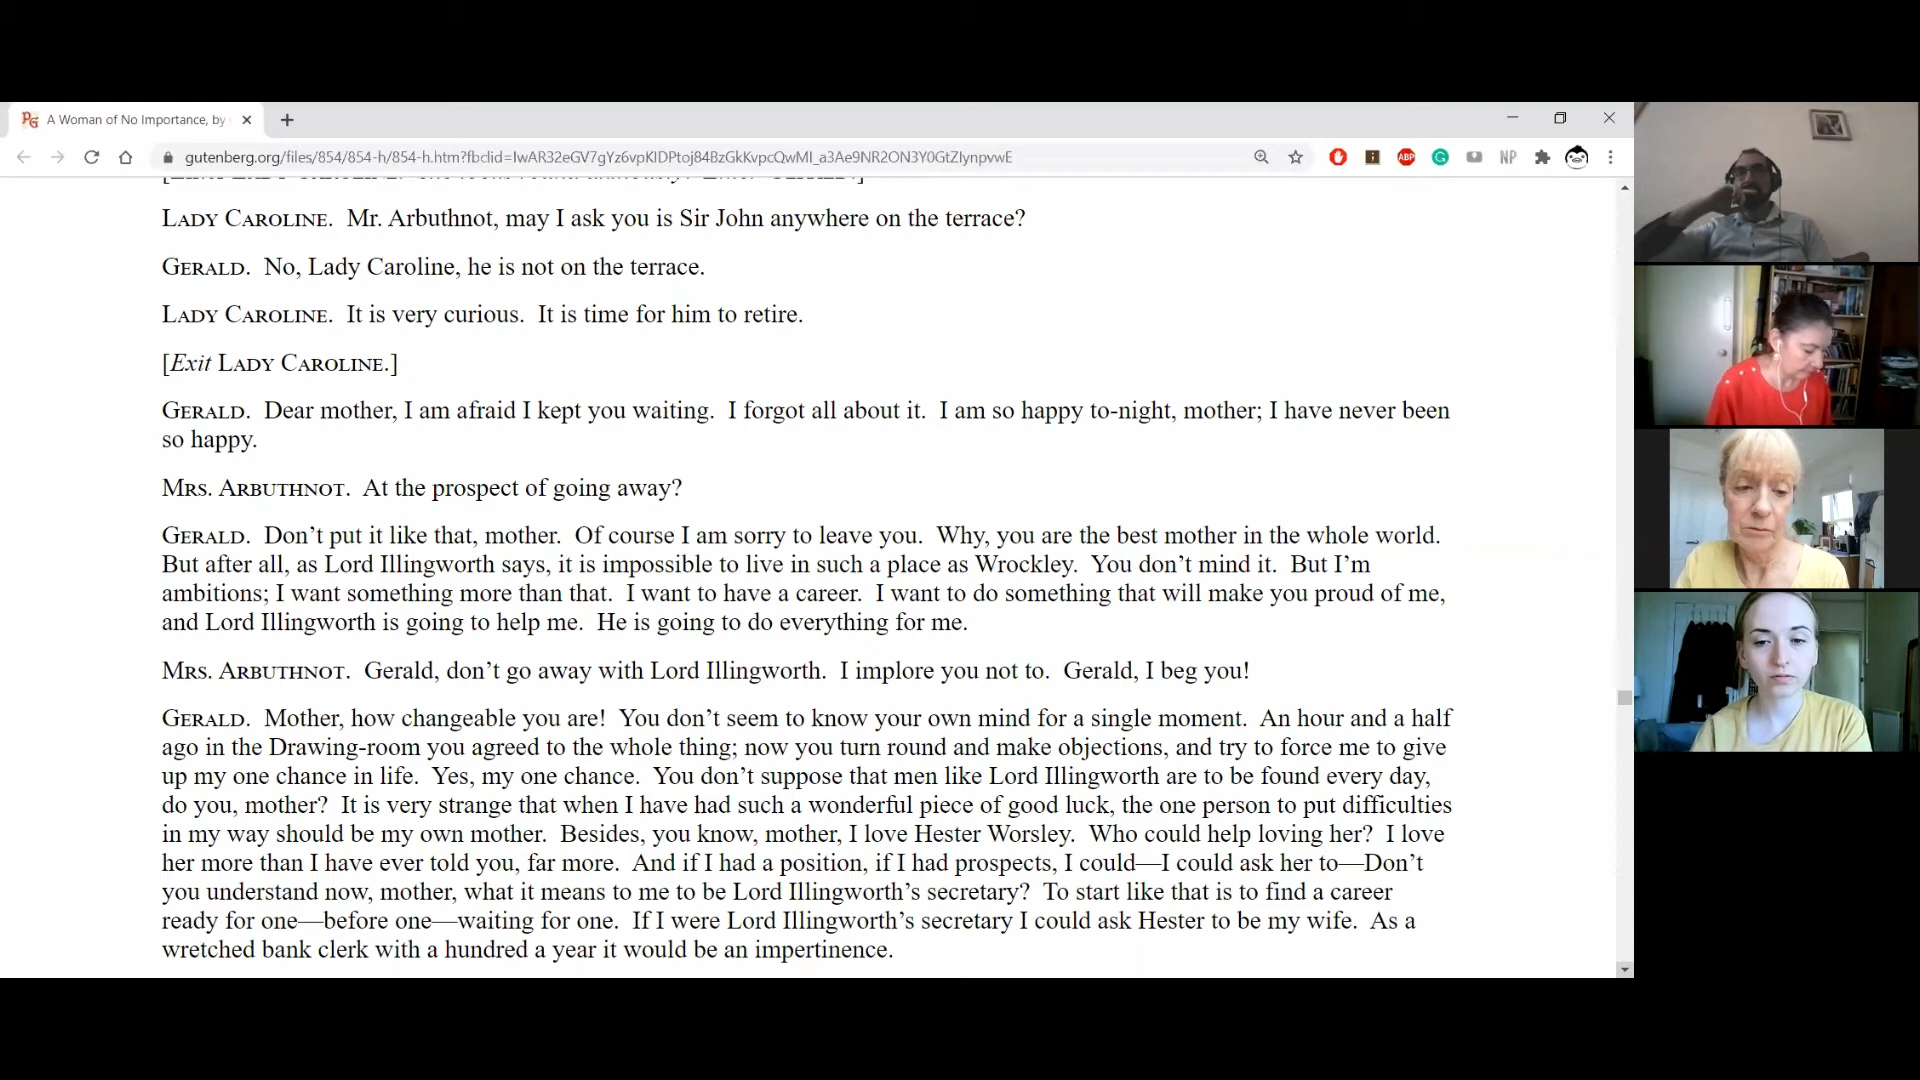 A Woman of No Importance, by
gutenberg.org/files/854/854-h/854-h.htm?fbclid=IwAR32eGV7gYz6vpKIDPtoj84BzGkKvpcQwMI_a3Ae9NR2ON3Y0GtZIynpvwE
ABP
NP
LADY CAROLINE. Mr. Arbuthnot, may I ask you is Sir John anywhere on the terrace?
GERALD. No, Lady Caroline, he is not on the terrace.
LADY CAROLINE. It is very curious. It is time for him to retire.
[Exit LADY CAROLINE.]
GERALD. Dear mother, I am afraid I kept you waiting. I forgot all about it. I am so happy to-night, mother; I have never been
so happy.
MRS. ARBUTHNOT. At the prospect of going away?
GERALD. Don’t put it like that, mother. Of course I am sorry to leave you. Why, you are the best mother in the whole world.
But after all, as Lord Illingworth says, it is impossible to live in such a place as Wrockley. You don’t mind it. But I’m
ambitions; I want something more than that. I want to have a career. I want to do something that will make you proud of me,
and Lord Illingworth is going to help me. He is going to do everything for me.
MRS. ARBUTHNOT. Gerald, don’t go away with Lord Illingworth. I implore you not to. Gerald, I beg you!
GERALD. Mother, how changeable you are! You don’t seem to know your own mind for a single moment. An hour and a half
ago in the Drawing-room you agreed to the whole thing; now you turn round and make objections, and try to force me to give
up my one chance in life. Yes, my one chance. You don’t suppose that men like Lord Illingworth are to be found every day,
do you, mother? It is very strange that when I have had such a wonderful piece of good luck, the one person to put difficulties
in my way should be my own mother. Besides, you know, mother, I love Hester Worsley. Who could help loving her? I love
her more than I have ever told you, far more. And if I had a position, if I had prospects, I could—I could ask her to—Don’t
you understand now, mother, what it means to me to be Lord Illingworth’s secretary? To start like that is to find a career
ready for one—before one—waiting for one. If I were Lord Illingworth’s secretary I could ask Hester to be my wife. As a
wretched bank clerk with a hundred a year it would be an impertinence.